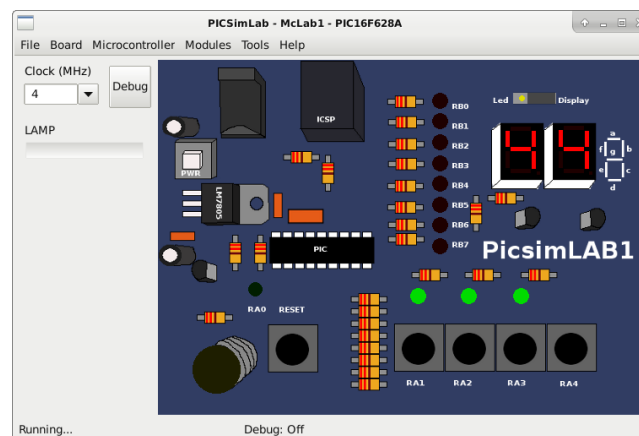 PICSimLab - McLab1 - PIC16F628A
File Board Microcontroller Modules Tools Help
Clock (MHz)
4
Debug
LAMP
PWR
LM7805
ICSP
PIC
RB0
RB1
RB2
RB3
RB4
RB5
RB6
RB7
Led Display
44
a
f b
g
e c
d
PicsimLAB1
RA0 RESET
RA1 RA2 RA3 RA4
Running... Debug: Off